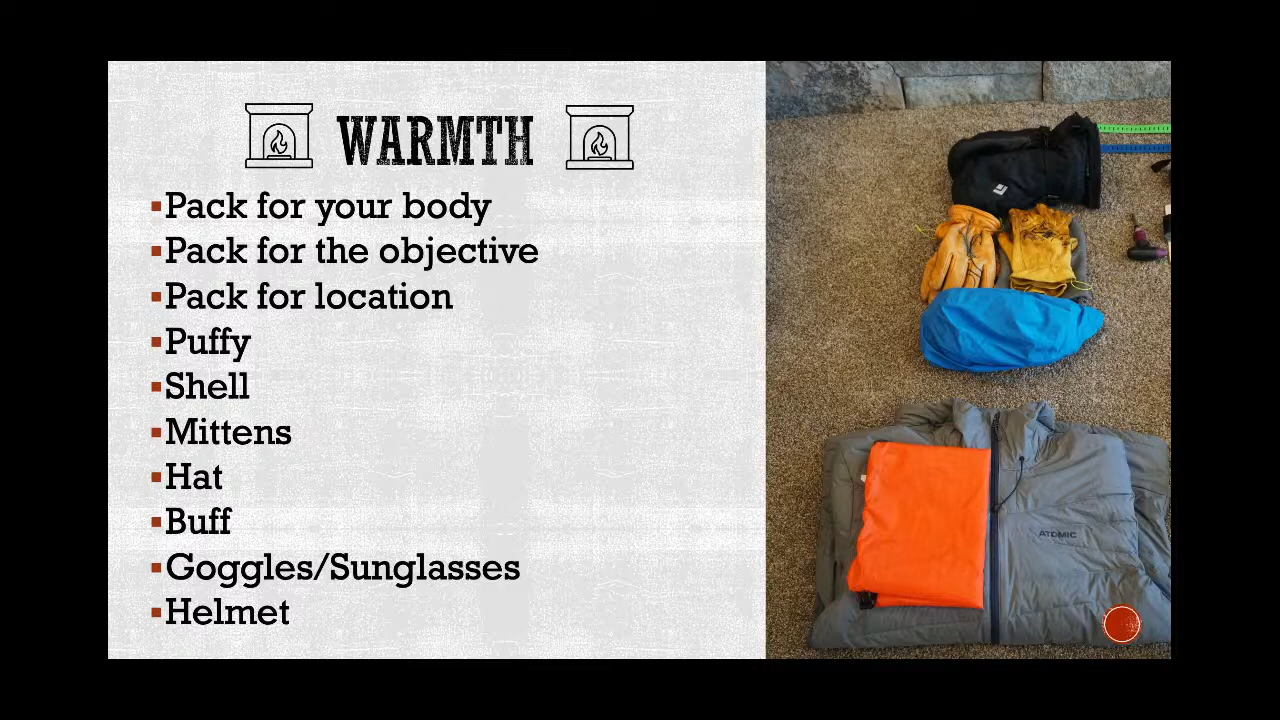 WARMTH
Pack for your body
Pack for the objective
Pack for location
Puffy
Shell
Mittens
Hat
Buff
Goggles/Sunglasses
Helmet
ATOMIC